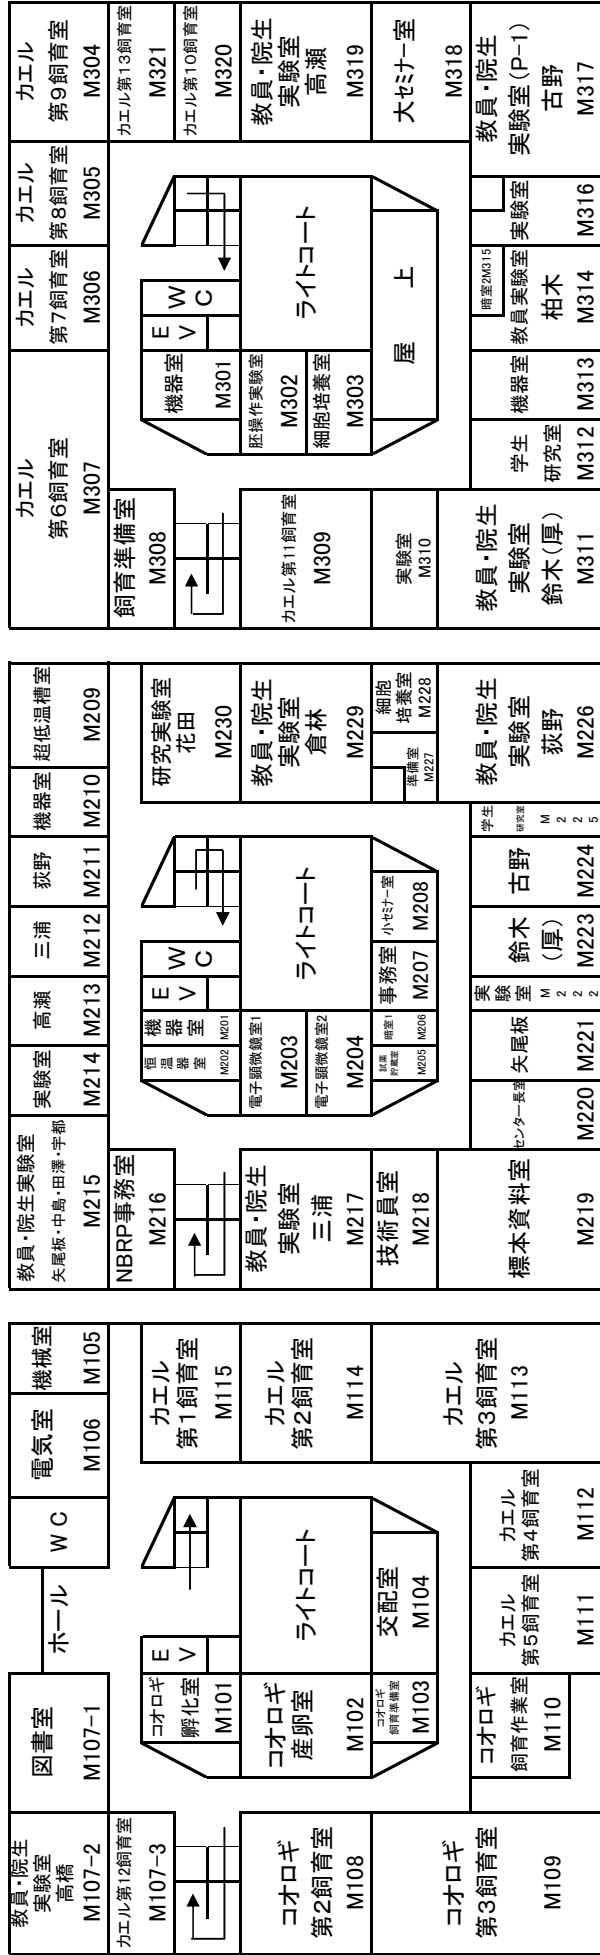 カエル
第9飼育室
M304
カエル第13飼育室
M321
カエル第10飼育室
M320
教員・院生
実験室
高瀬
M319
大セミナー室
M318
教員・院生
実験室(P-1)
古野
M317
カエル
第8飼育室
M305
実験室
M316
カエル
第7飼育室
M306
W
C
E
V
ライトコート
屋上
暗室2M315
教員実験室
柏木
M314
機器室
M301
胚操作実験室
M302
細胞培養室
M303
機器室
M313
学生
研究室
M312
カエル
第6飼育室
M307
飼育準備室
M308
カエル第11飼育室
M309
実験室
M310
教員・院生
実験室
鈴木(厚)
M311
超低温槽室
M209
研究実験室
花田
M230
教員・院生
実験室
倉林
M229
細胞
培養室
M228
準備室
M227
教員・院生
実験室
荻野
M226
機器室
M210
学生
研究室
M
2
2
5
荻野
M211
古野
M224
三浦
M212
W
C
E
V
ライトコート
小セミナー室
M208
事務室
M207
鈴木
(厚)
M223
高瀬
M213
機
器
室
M201
恒
温
器
室
M202
電子顕微鏡室1
M203
電子顕微鏡室2
M204
暗室1
M206
試薬
貯蔵室
M205
実
験
室
M
2
2
2
実験室
M214
矢尾板
M221
センター長室
M220
教員・院生実験室
矢尾板・中島・田澤・宇都
M215
NBRP事務室
M216
教員・院生
実験室
三浦
M217
技術員室
M218
標本資料室
M219
機械室
M105
カエル
第1飼育室
M115
カエル
第2飼育室
M114
カエル
第3飼育室
M113
電気室
M106
W C
カエル
第4飼育室
M112
ホール
E
V
ライトコート
交配室
M104
カエル
第5飼育室
M111
図書室
M107-1
コオロギ
孵化室
M101
コオロギ
産卵室
M102
コオロギ
飼育準備室
M103
コオロギ
飼育作業室
M110
教員・院生
実験室
高橋
M107-2
カエル第12飼育室
M107-3
コオロギ
第2飼育室
M108
コオロギ
第3飼育室
M109